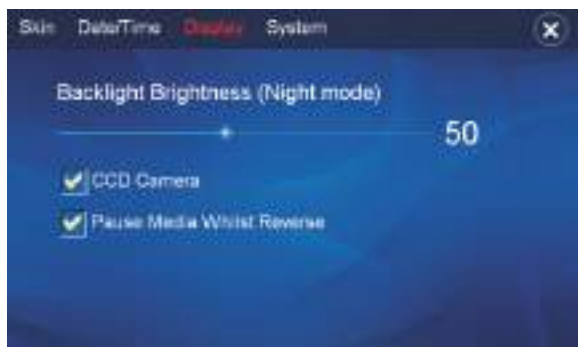 Skin Date/Time Display System
Backlight Brightness (Night mode)
50
CCD Camera
Pause Media Whilst Reverse